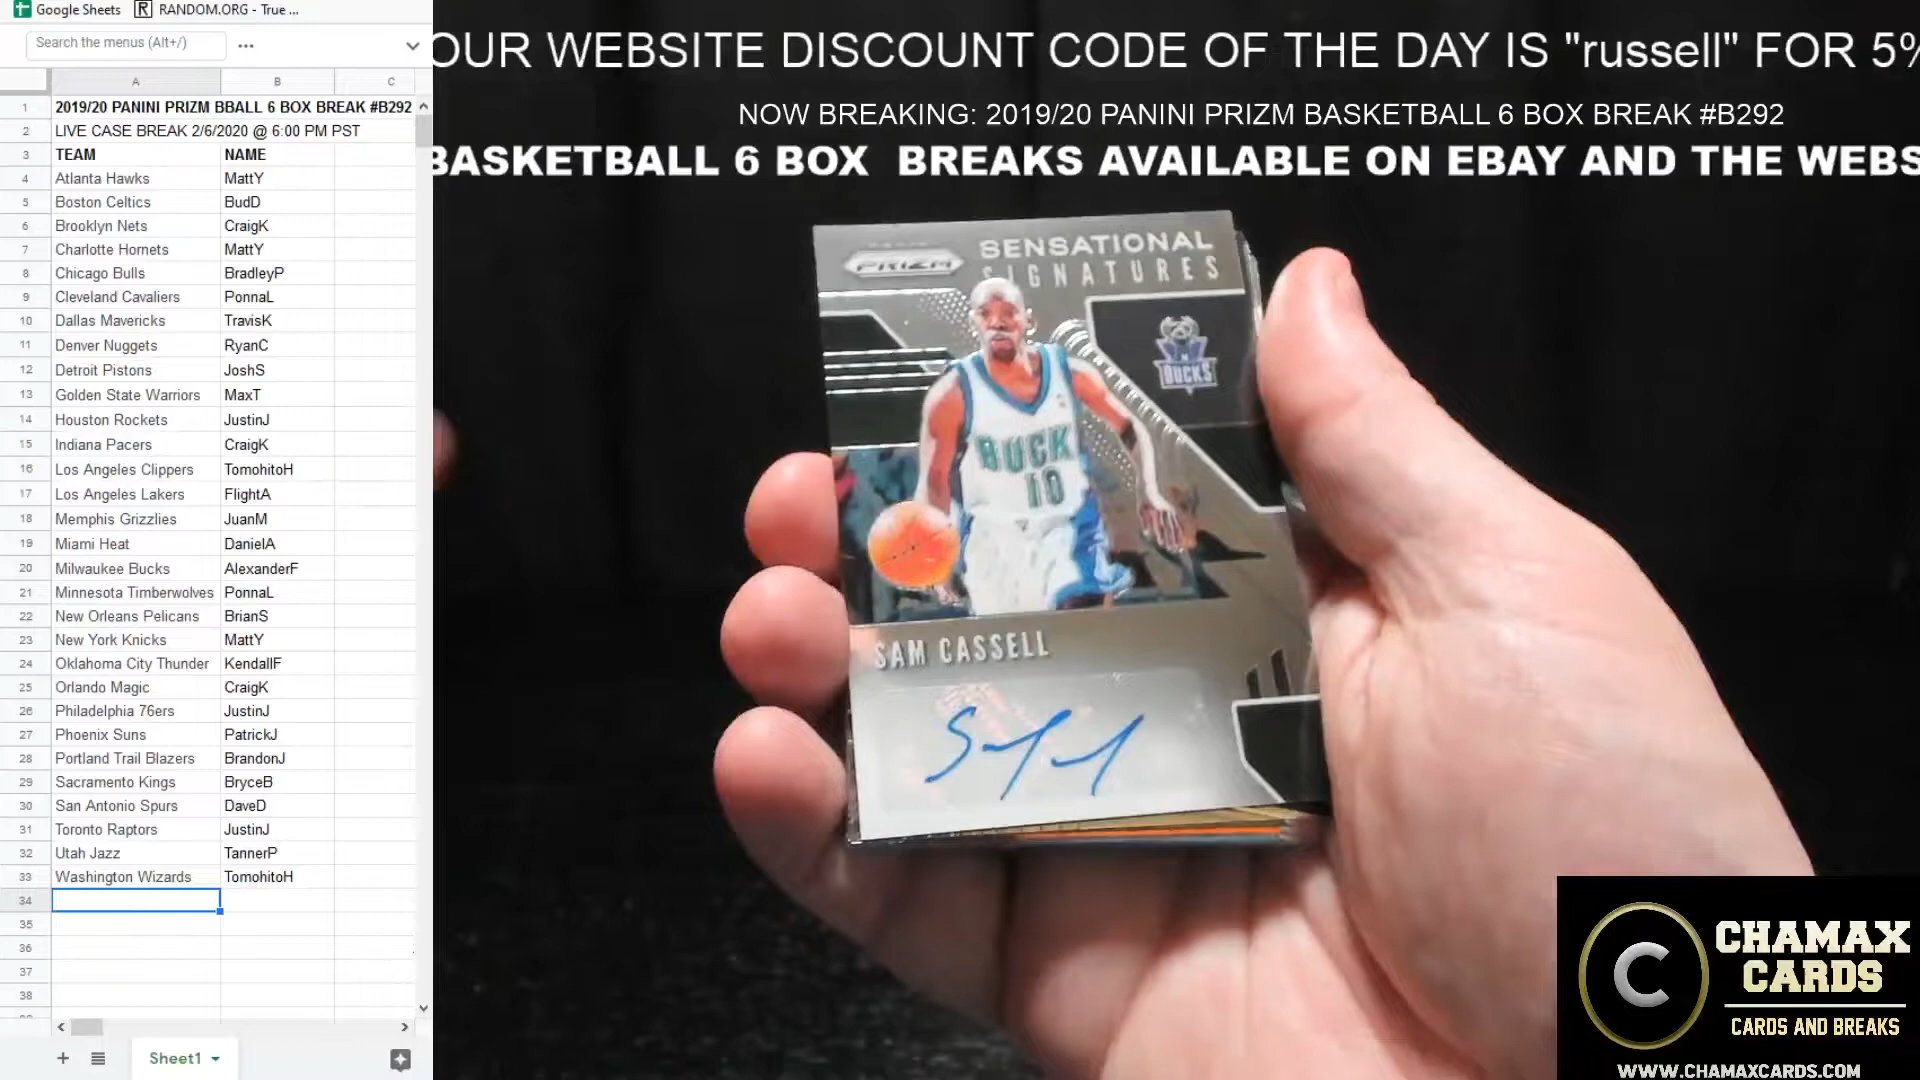 Google Sheets
RANDOM.ORG - True ...
Search the menus (Alt+/)
A B C
1 2019/20 PANINI PRIZM BBALL 6 BOX BREAK #B292
2 LIVE CASE BREAK 2/6/2020 @ 6:00 PM PST
3 TEAM NAME
4 Atlanta Hawks MattY
5 Boston Celtics BudD
6 Brooklyn Nets CraigK
7 Charlotte Hornets MattY
8 Chicago Bulls BradleyP
9 Cleveland Cavaliers PonnaL
10 Dallas Mavericks TravisK
11 Denver Nuggets RyanC
12 Detroit Pistons JoshS
13 Golden State Warriors MaxT
14 Houston Rockets JustinJ
15 Indiana Pacers CraigK
16 Los Angeles Clippers TomohitoH
17 Los Angeles Lakers FlightA
18 Memphis Grizzlies JuanM
19 Miami Heat DanielA
20 Milwaukee Bucks AlexanderF
21 Minnesota Timberwolves PonnaL
22 New Orleans Pelicans BrianS
23 New York Knicks MattY
24 Oklahoma City Thunder KendallF
25 Orlando Magic CraigK
26 Philadelphia 76ers JustinJ
27 Phoenix Suns PatrickJ
28 Portland Trail Blazers BrandonJ
29 Sacramento Kings BryceB
30 San Antonio Spurs DaveD
31 Toronto Raptors JustinJ
32 Utah Jazz TannerP
33 Washington Wizards TomohitoH
34
35
36
37
38
Sheet1
OUR WEBSITE DISCOUNT CODE OF THE DAY IS "russell" FOR 5%
NOW BREAKING: 2019/20 PANINI PRIZM BASKETBALL 6 BOX BREAK #B292
BASKETBALL 6 BOX BREAKS AVAILABLE ON EBAY AND THE WEBS
PRIZM
SENSATIONAL
SIGNATURES
BUCKS
BUCK
10
SAM CASSELL
C
CHAMAX
CARDS
CARDS AND BREAKS
WWW.CHAMAXCARDS.COM